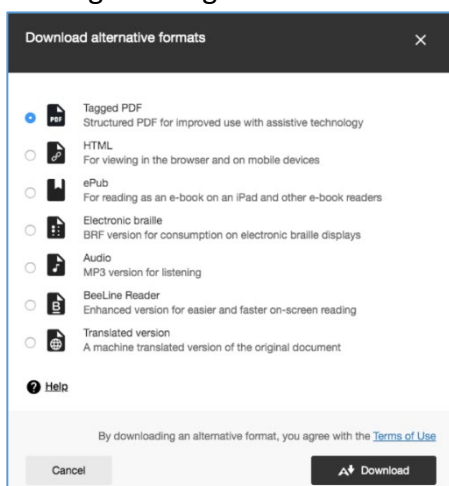 Download alternative formats
Tagged PDF
Structured PDF for improved use with assistive technology
HTML
For viewing in the browser and on mobile devices
ePub
For reading as an e-book on an iPad and other e-book readers
Electronic braille
BRF version for consumption on electronic braille displays
Audio
MP3 version for listening
BeeLine Reader
Enhanced version for easier and faster on-screen reading
Translated version
A machine translated version of the original document
Help
By downloading an alternative format, you agree with the Terms of Use
Cancel
Download